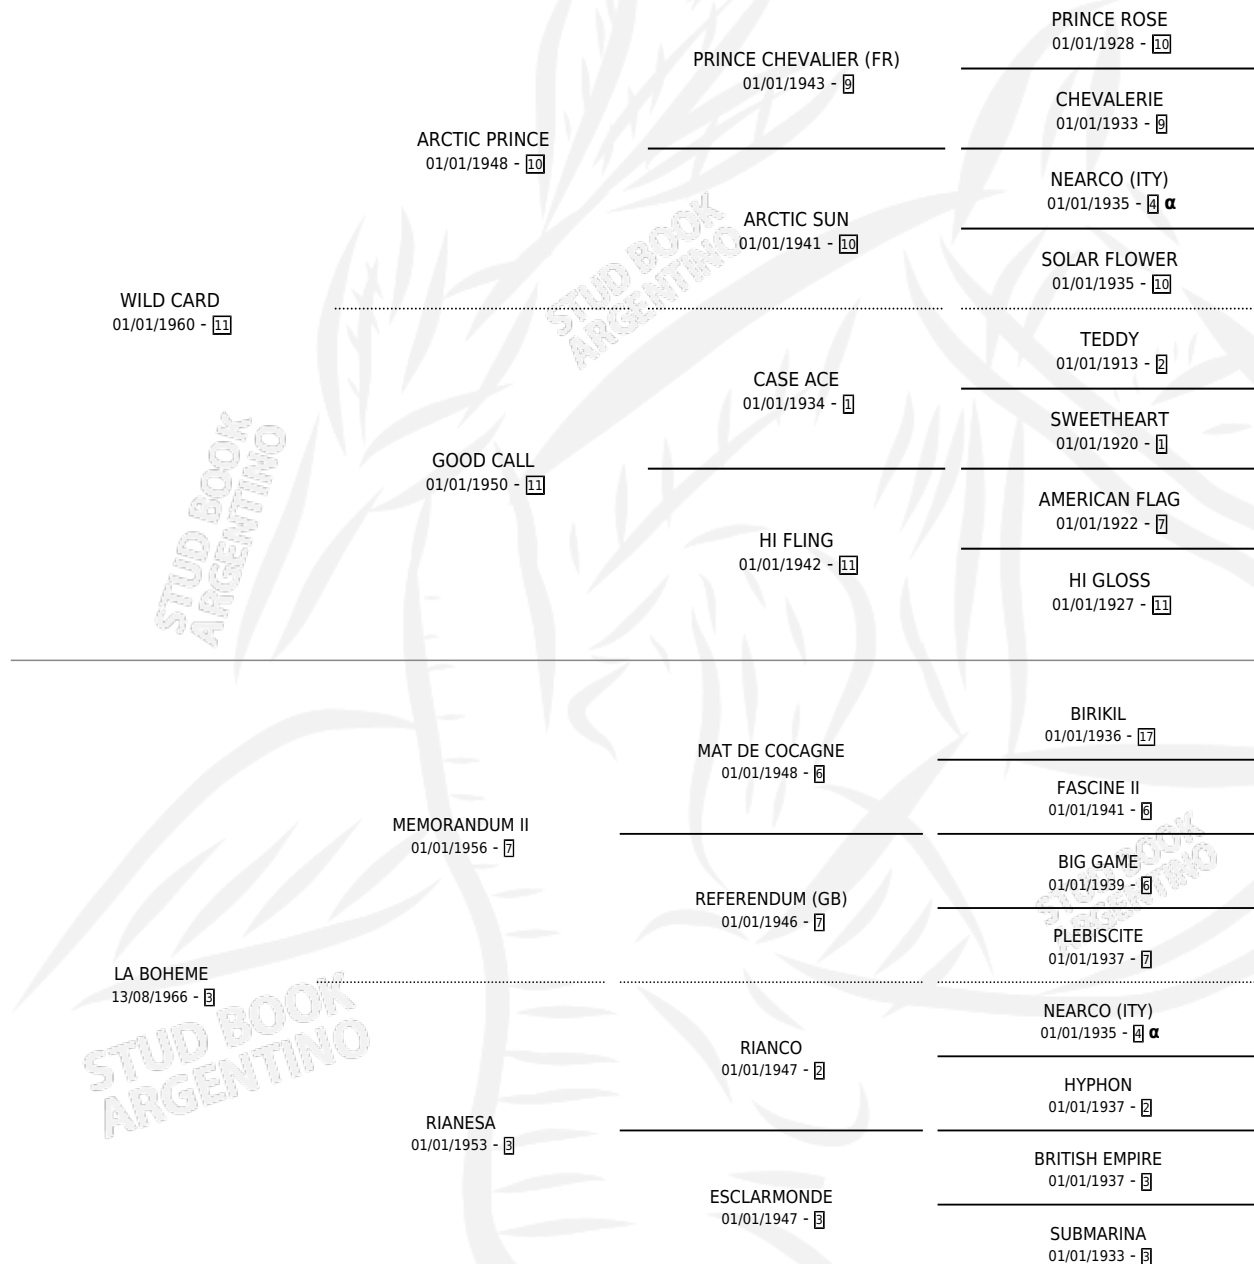 PRINCE ROSE
01/01/1928 - 10
PRINCE CHEVALIER (FR)
01/01/1943 - 9
CHEVALERIE
01/01/1933 - 9
ARCTIC PRINCE
01/01/1948 - 10
NEARCO (ITY)
01/01/1935 - 4 α
ARCTIC SUN
01/01/1941 - 10
SOLAR FLOWER
01/01/1935 - 10
WILD CARD
01/01/1960 - 11
TEDDY
01/01/1913 - 2
CASE ACE
01/01/1934 - 1
SWEETHEART
01/01/1920 - 1
GOOD CALL
01/01/1950 - 11
AMERICAN FLAG
01/01/1922 - 7
HI FLING
01/01/1942 - 11
HI GLOSS
01/01/1927 - 11
BIRIKIL
01/01/1936 - 17
MAT DE COCAGNE
01/01/1948 - 6
FASCINE II
01/01/1941 - 6
MEMORANDUM II
01/01/1956 - 7
BIG GAME
01/01/1939 - 6
REFERENDUM (GB)
01/01/1946 - 7
PLEBISCITE
01/01/1937 - 7
LA BOHEME
13/08/1966 - 3
NEARCO (ITY)
01/01/1935 - 4 α
RIANCO
01/01/1947 - 2
HYPHON
01/01/1937 - 2
RIANESA
01/01/1953 - 3
BRITISH EMPIRE
01/01/1937 - 3
ESCLARMONDE
01/01/1947 - 3
SUBMARINA
01/01/1933 - 3
STUD BOOK
ARGENTINO
STUD BOOK
ARGENTINO
STUD BOOK
ARGENTINO
STUD BOOK
ARGENTINO